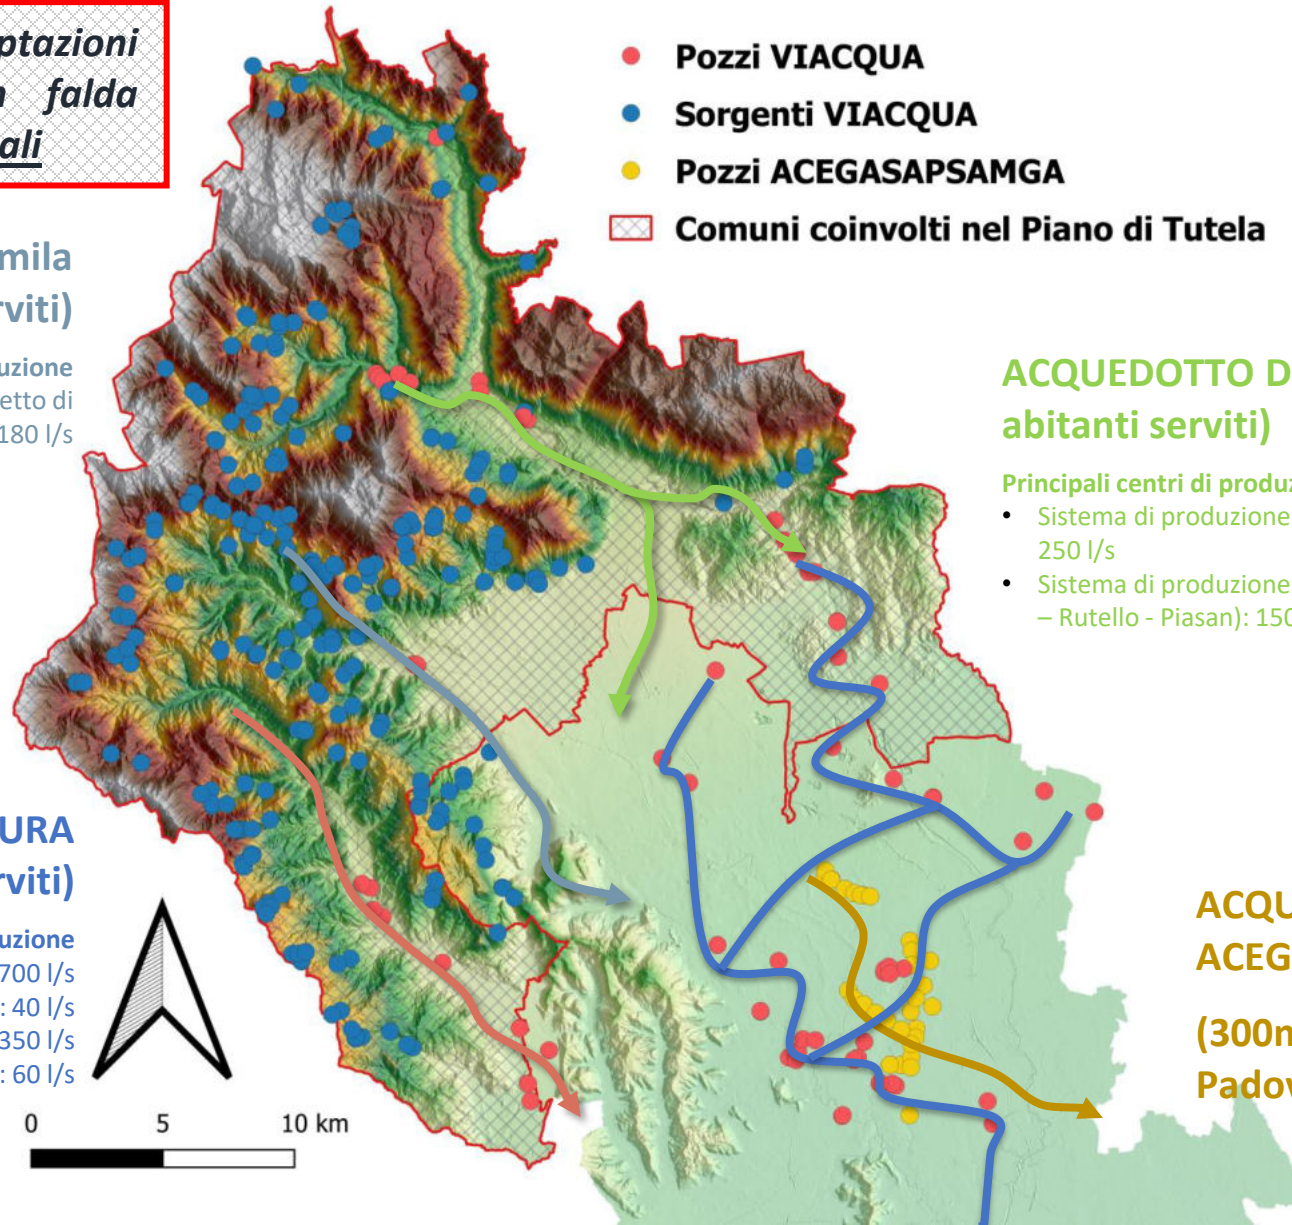 ptazioni
falda
ali
Pozzi VIACQUA
Sorgenti VIACQUA
Pozzi ACEGASAPSAMGA
Comuni coinvolti nel Piano di Tutela
mila
rviti)
uzione
etto di
180 l/s
ACQUEDOTTO D
abitanti serviti)
Principali centri di produz
• Sistema di produzione
250 l/s
• Sistema di produzione
– Rutello - Piasan): 150
URA
rviti)
duzione
700 l/s
: 40 l/s
350 l/s
: 60 l/s
ACQU
ACEG
(300m
Padov
0 5 10 km